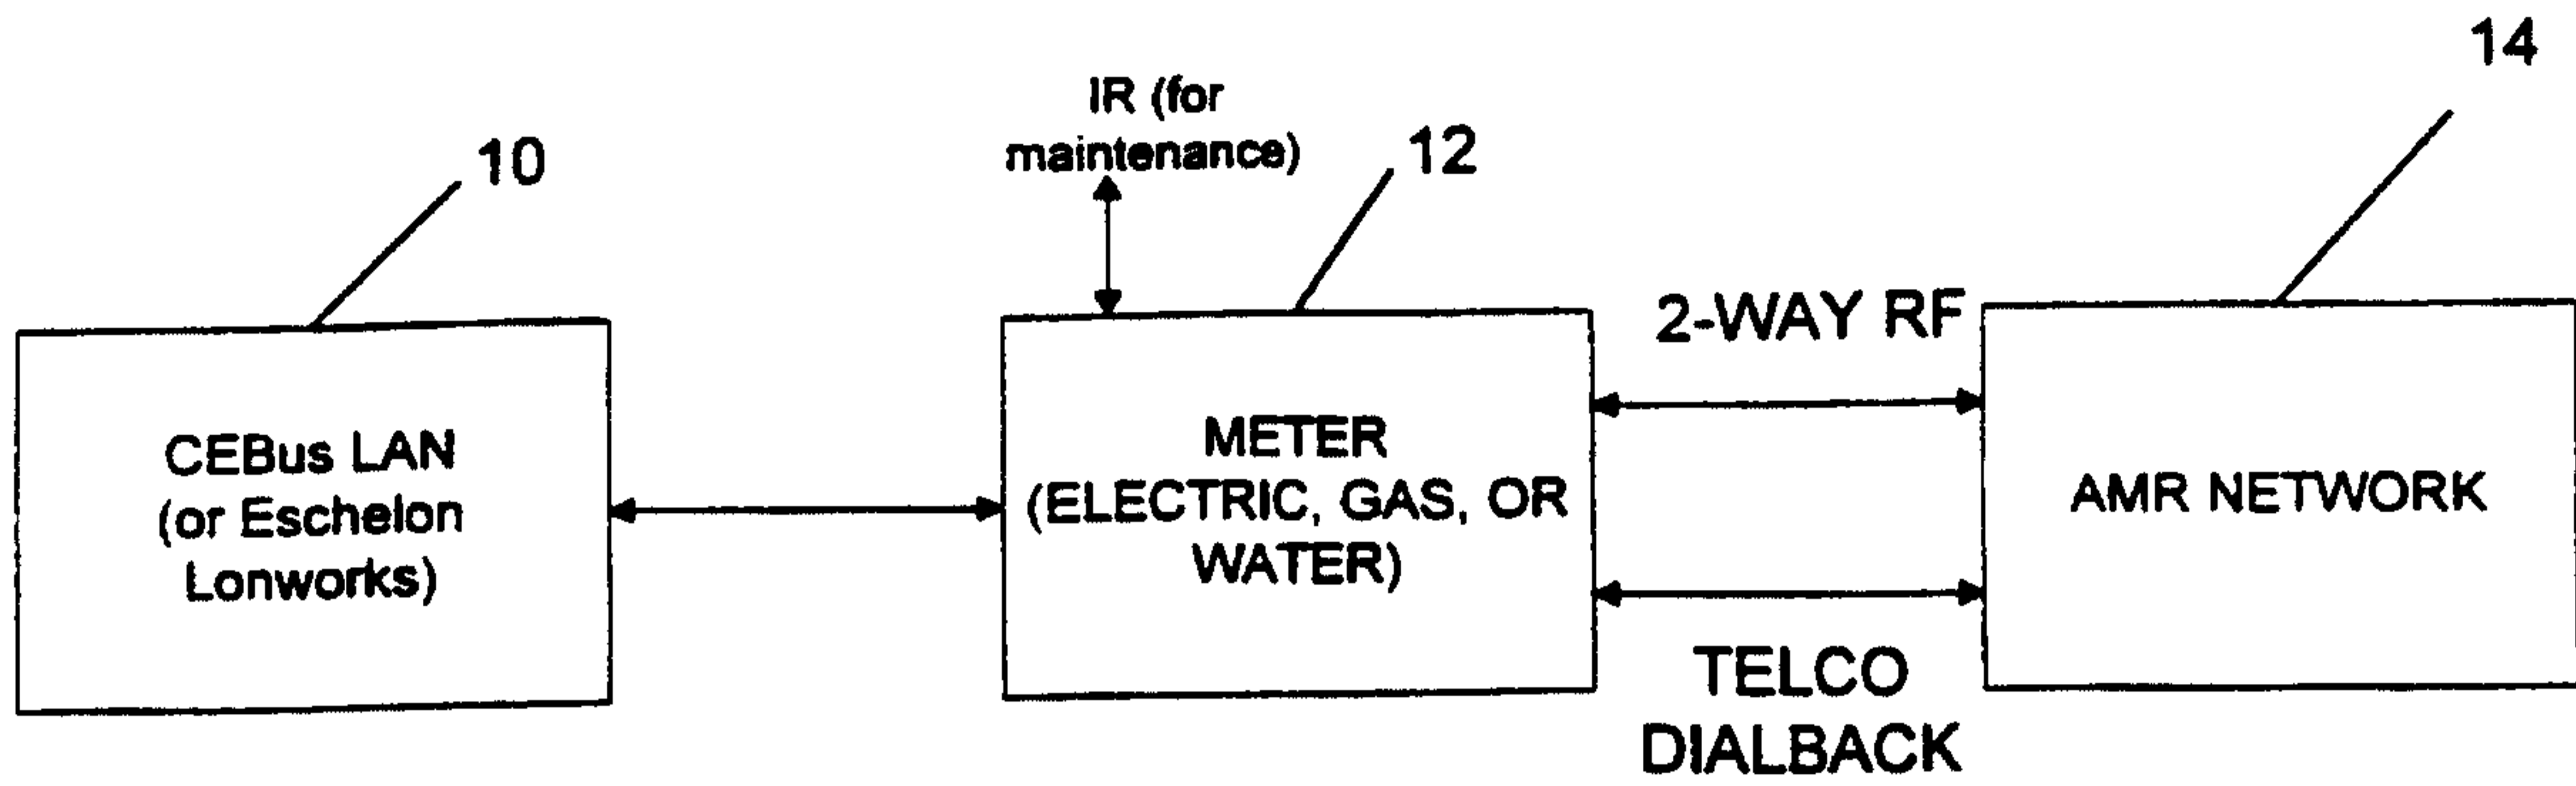 14
IR (for
maintenance)
12
10
2-WAY RF
CEBus LAN
(or Eschelon
Lonworks)
METER
(ELECTRIC, GAS, OR
WATER)
AMR NETWORK
TELCO
DIALBACK